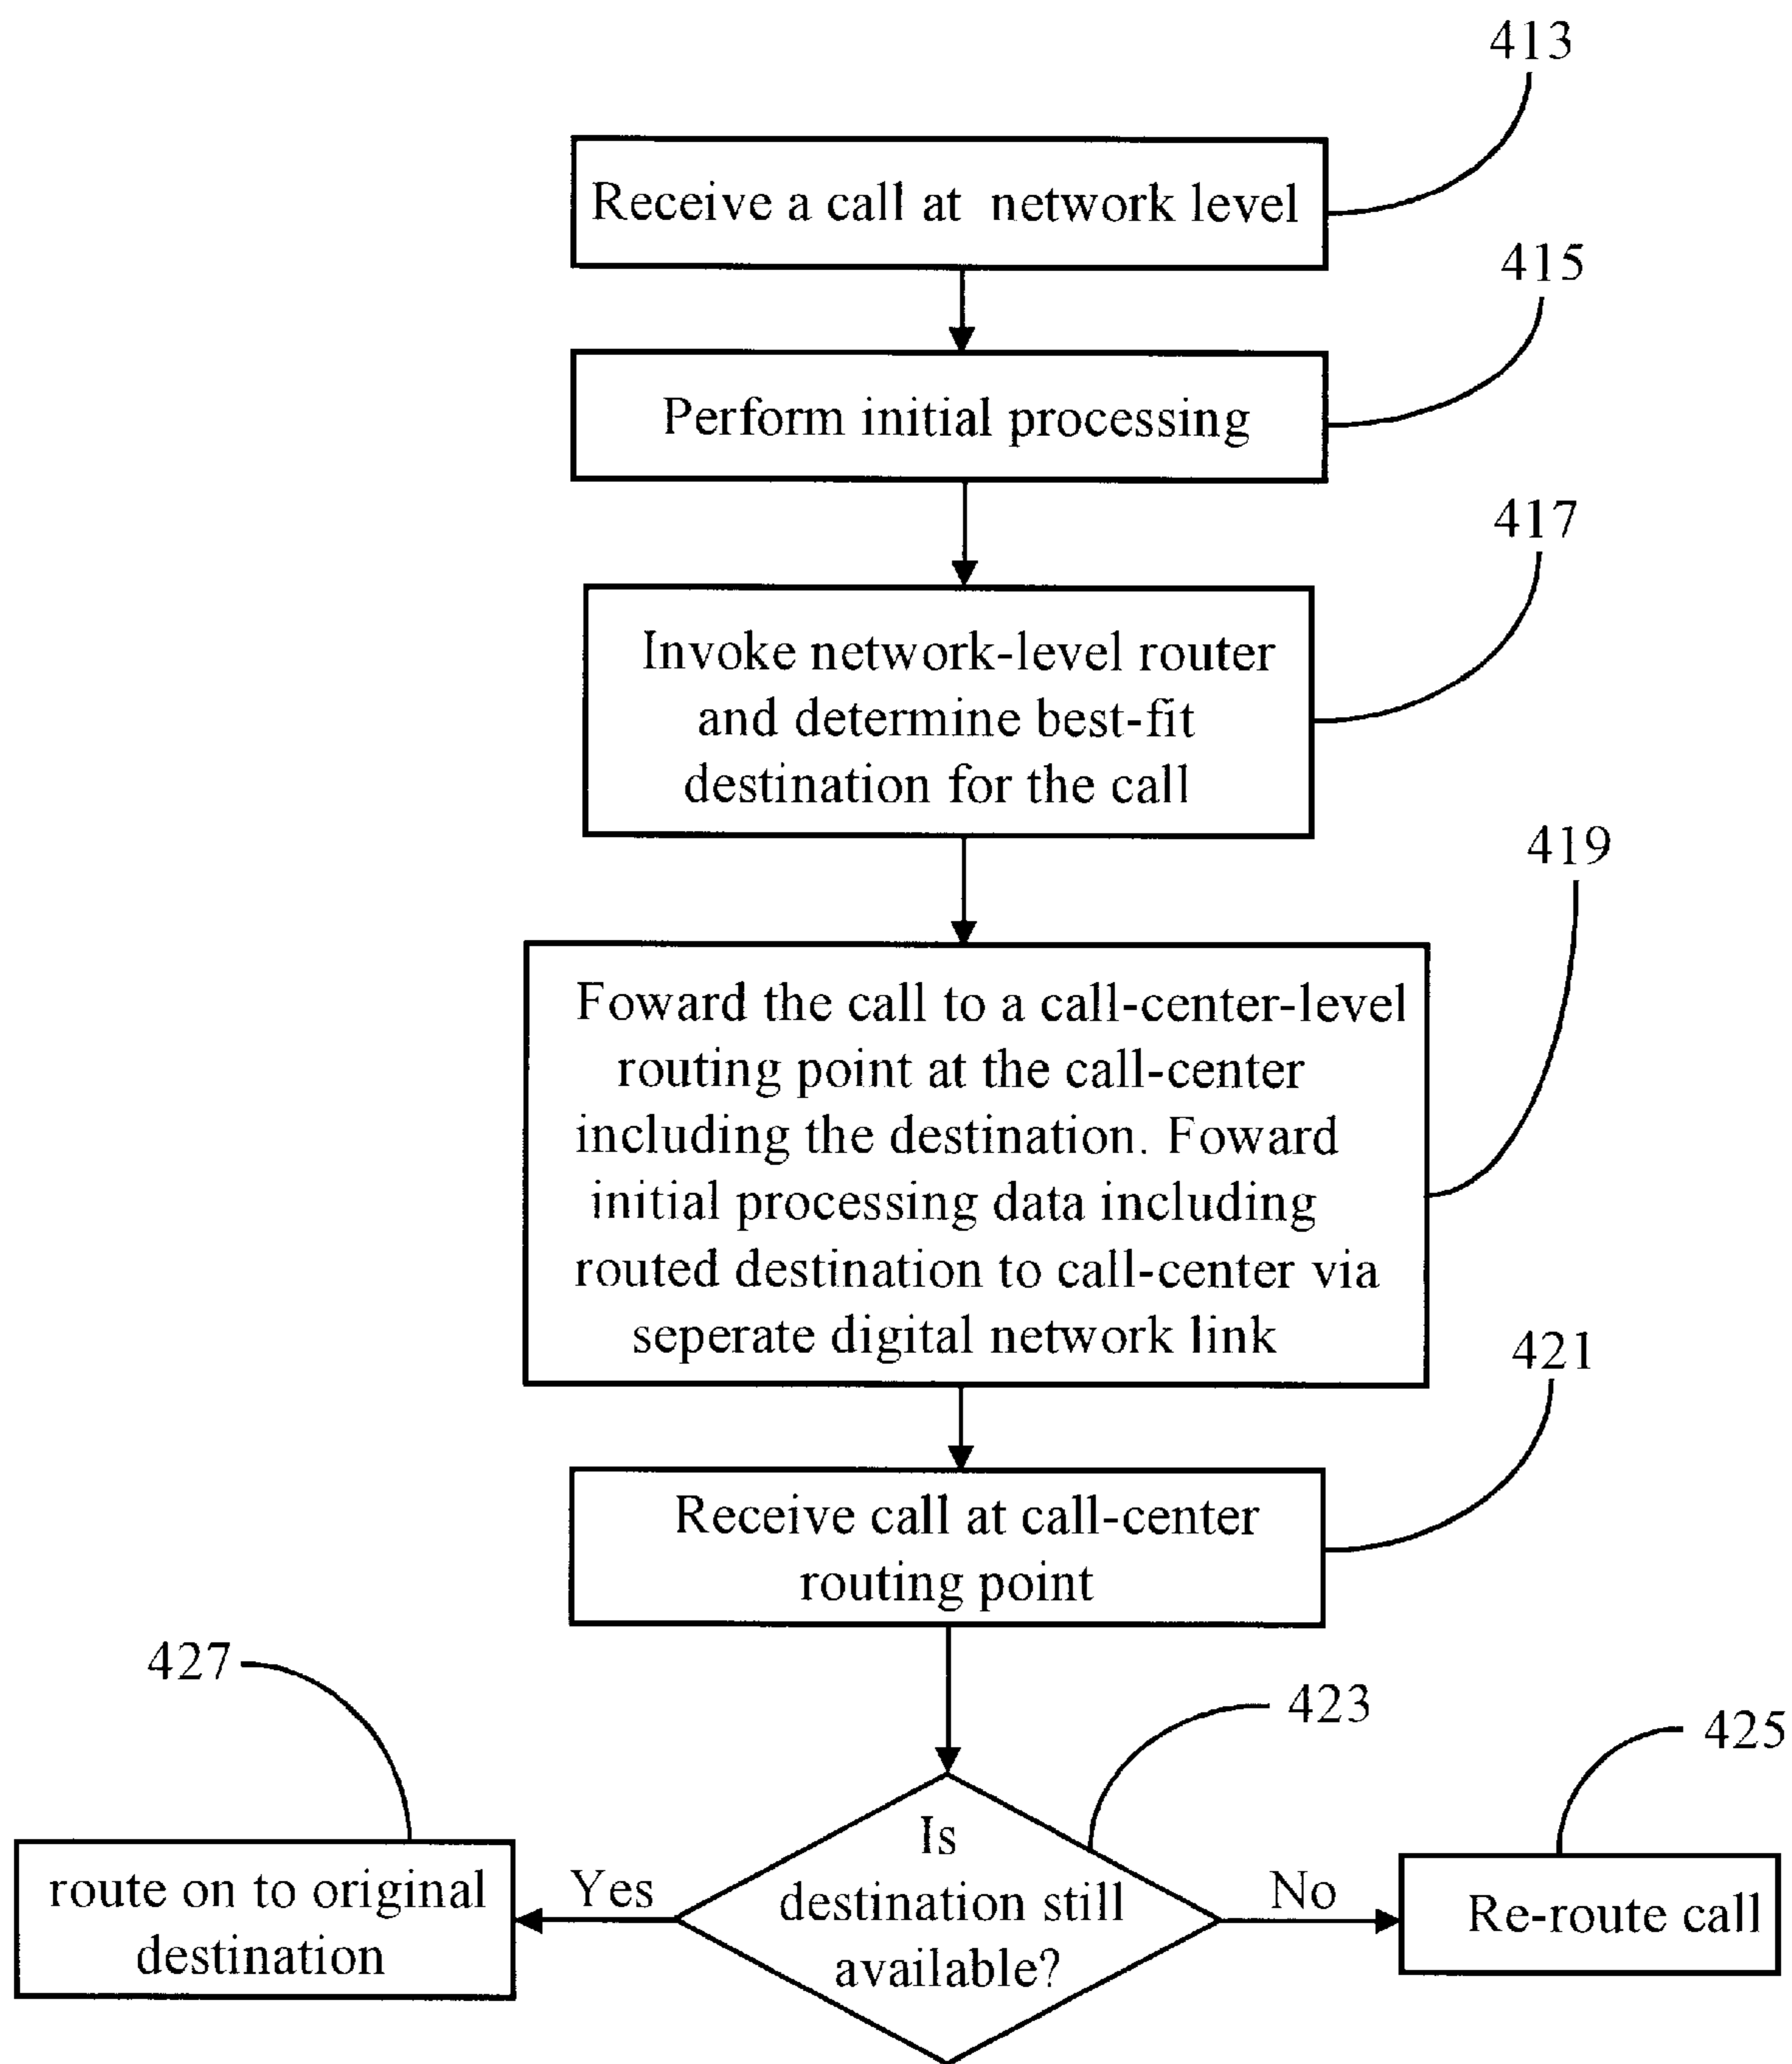 413
Receive a call at network level
415
Perform initial processing
417
Invoke network-level router
and determine best-fit
destination for the call
419
Foward the call to a call-center-level
routing point at the call-center
including the destination. Foward
initial processing data including
routed destination to call-center via
seperate digital network link
421
Receive call at call-center
routing point
427
423
425
Is
destination still
available?
Yes
No
route on to original
destination
Re-route call